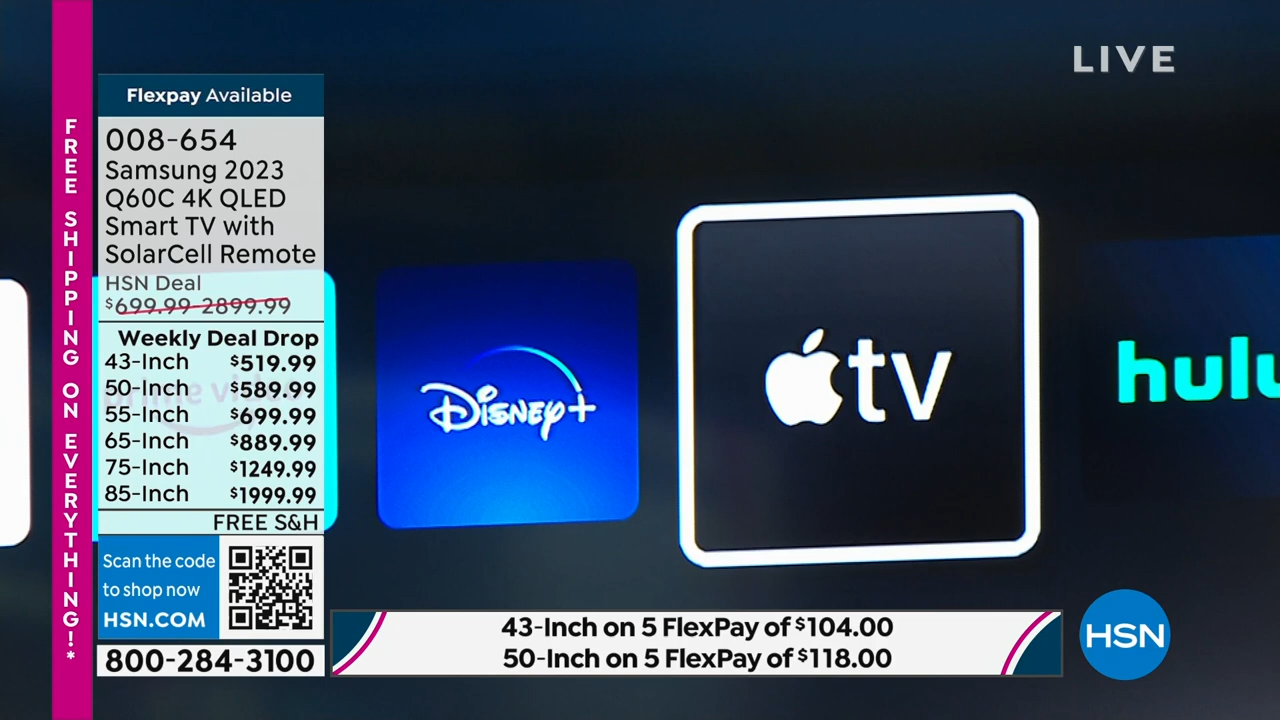 LIVE
FREE SHIPPING ON EVERYTHING!*
Flexpay Available
008-654
Samsung 2023
Q60C 4K QLED
Smart TV with
SolarCell Remote
HSN Deal
$699.99-2899.99
Weekly Deal Drop
43-Inch $519.99
50-Inch $589.99
55-Inch $699.99
65-Inch $889.99
75-Inch $1249.99
85-Inch $1999.99
FREE S&H
Scan the code
to shop now
HSN.COM
800-284-3100
prime video
Disney+
tv
hulu
43-Inch on 5 FlexPay of $104.00
50-Inch on 5 FlexPay of $118.00
HSN